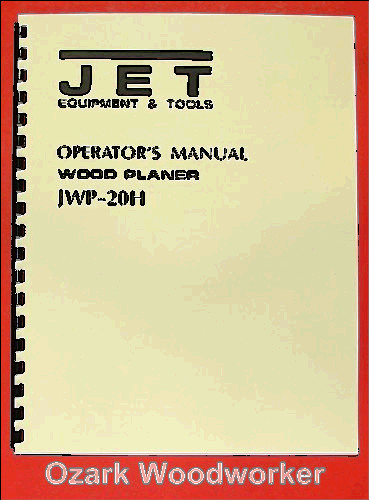 JET
EQUIPMENT & TOOLS
OPERATOR'S MANUAL
WOOD PLANER
JWP-20H
Ozark Woodworker